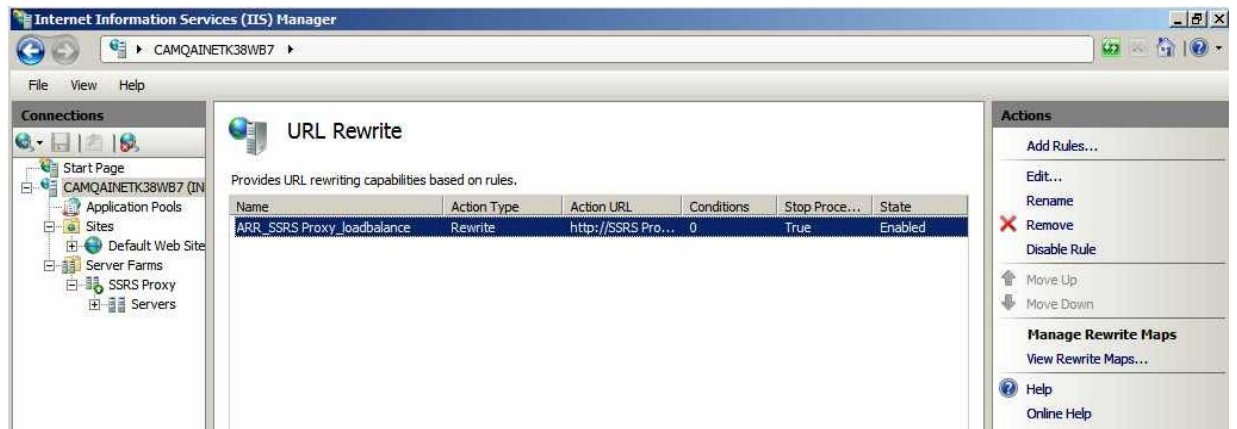 Internet Information Services (IIS) Manager
CAMQAINETK38WB7
File View Help
Connections
Start Page
CAMQAINETK38WB7 (IN
Application Pools
Sites
Default Web Site
Server Farms
SSRS Proxy
Servers
URL Rewrite
Provides URL rewriting capabilities based on rules.
Name Action Type Action URL Conditions Stop Proce... State
ARR_SSRS Proxy_loadbalance Rewrite http://SSRS Pro... 0 True Enabled
Actions
Add Rules...
Edit...
Rename
Remove
Disable Rule
Move Up
Move Down
Manage Rewrite Maps
View Rewrite Maps...
Help
Online Help